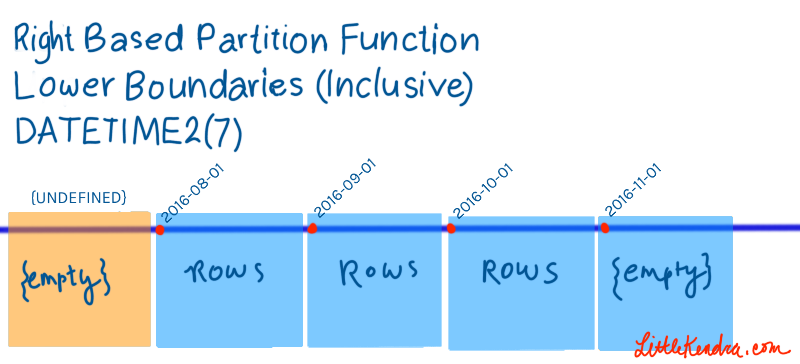 Right Based Partition Function
Lower Boundaries (Inclusive)
DATETIME2(7)
(UNDEFINED)
2016-08-01
2016-09-01
2016-10-01
2016-11-01
{empty}
Rows
Rows
Rows
{empty}
LittleKendra.com